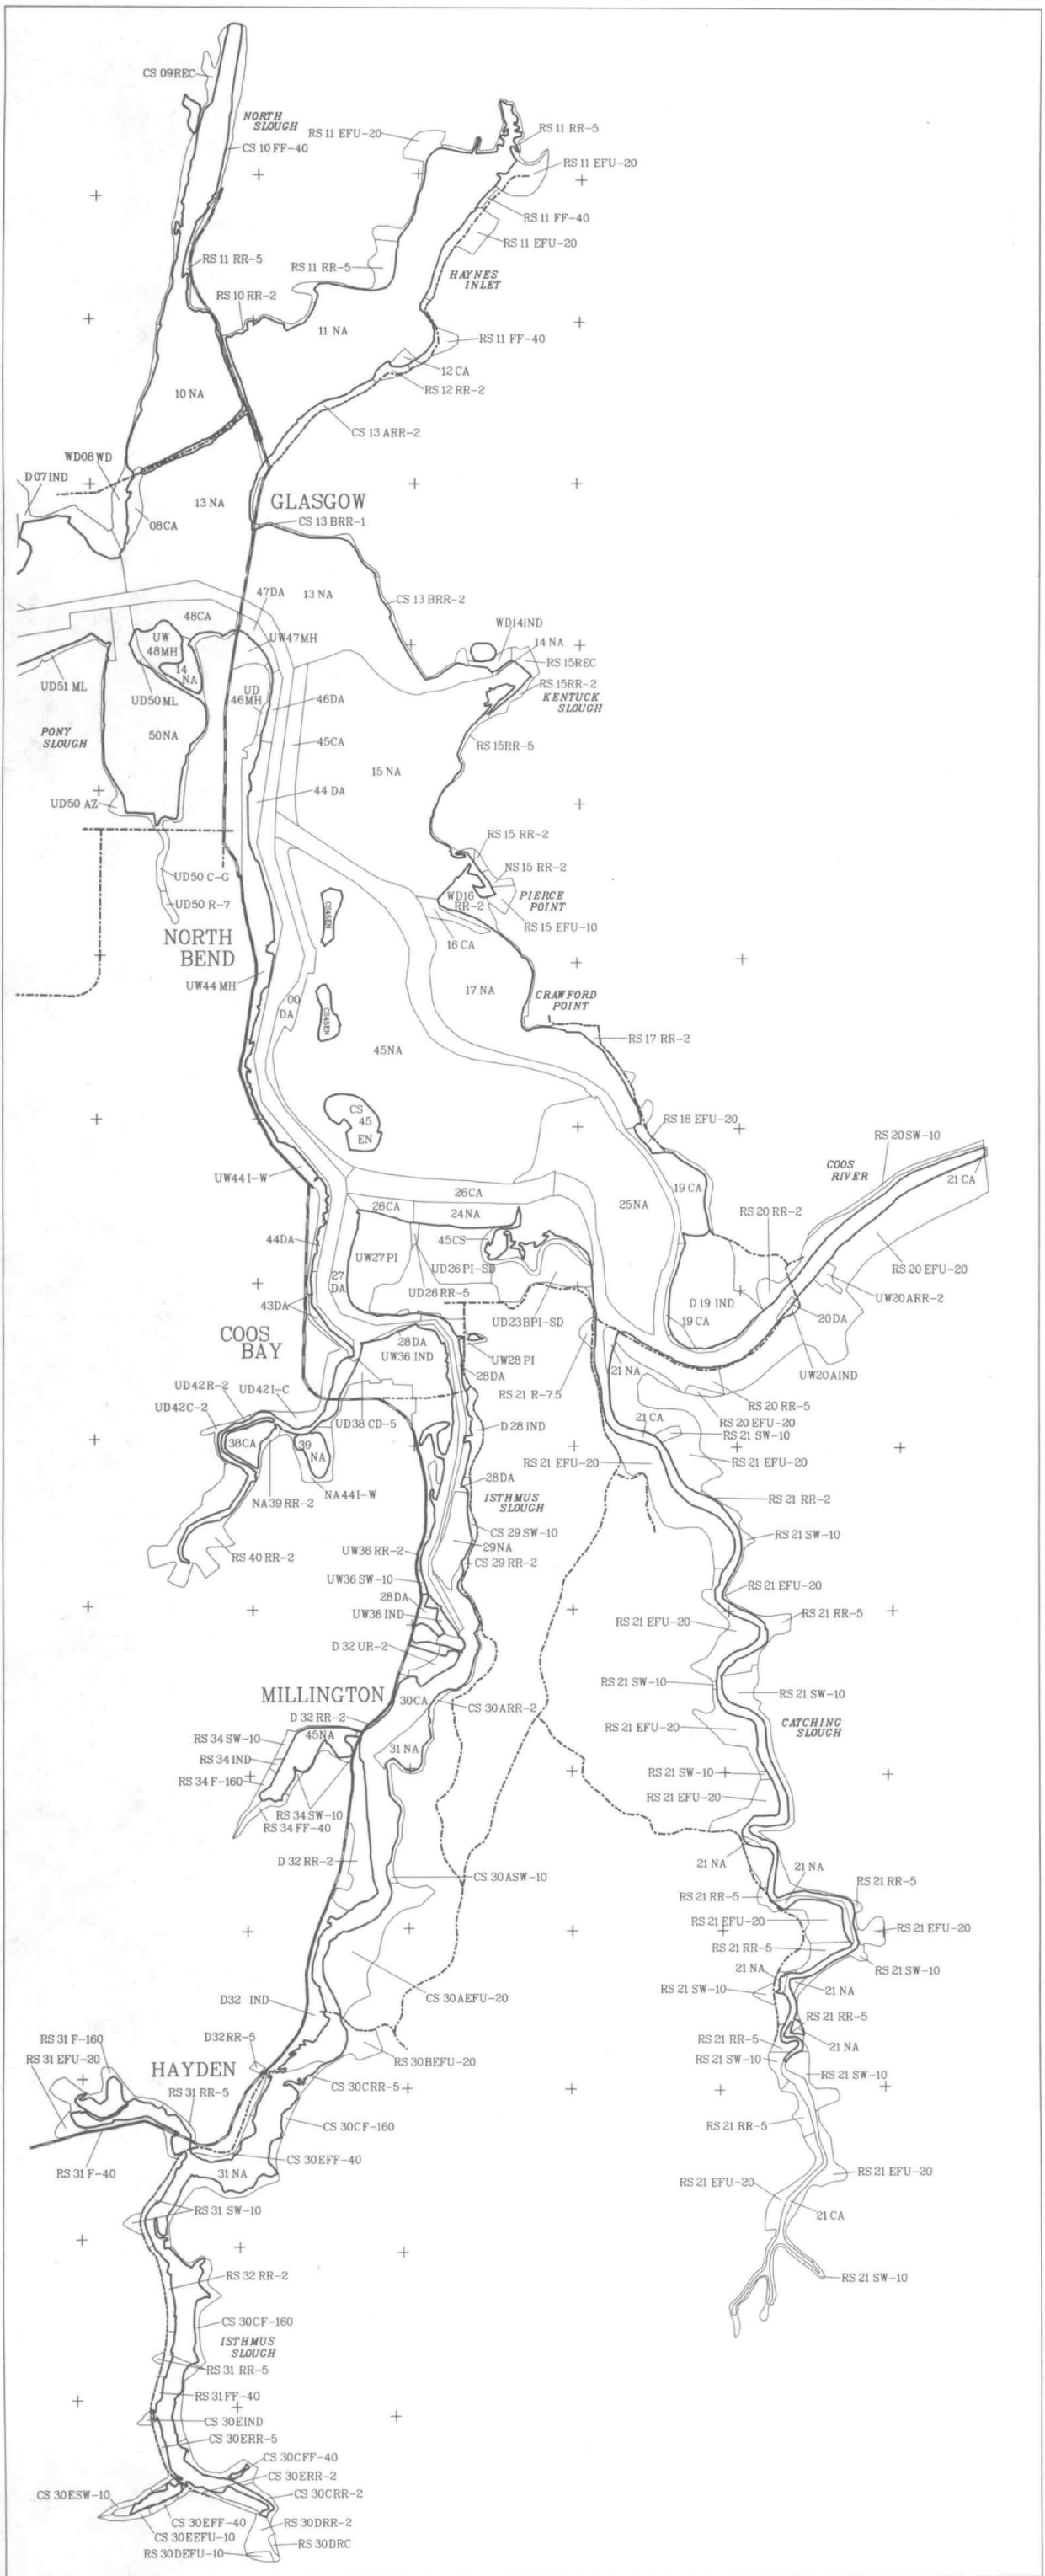 CS 09REC
NORTH
SLOUGH
RS 11 EFU-20
RS 11 RR-5
CS 10 FF-40
RS 11 EFU-20
RS 11 FF-40
RS 11 EFU-20
RS 11 RR-5
RS 11 RR-5
HAYNES
INLET
RS 10 RR-2
11 NA
RS 11 FF-40
12 CA
RS 12 RR-2
10 NA
CS 13 ARR-2
WD08 WD
D 07 IND
13 NA
GLASGOW
08CA
CS 13 BRR-1
47DA
13 NA
CS 13 BRR-2
48CA
WD14IND
UW
48MH
UW47MH
14 NA
14
NA
RS 15REC
UD51 ML
UD50 ML
UD
46MH
46DA
RS 15RR-2
KENTUCK
SLOUGH
PONY
SLOUGH
50NA
45CA
RS 15RR-5
15 NA
44 DA
UD50 AZ
RS 15 RR-2
UD50 C-G
NS 15 RR-2
WD16
RR-2
PIERCE
POINT
UD50 R-7
CS45EN
RS 15 EFU-10
NORTH
BEND
16 CA
UW44 MH
17 NA
CRAWFORD
POINT
00
DA
CS45EN
RS 17 RR-2
45NA
CS
45
EN
RS 18 EFU-20
RS 20SW-10
COOS
RIVER
UW44 I-W
26CA
19 CA
21 CA
26CA
24NA
25NA
RS 20 RR-2
44DA
45CS
UW27 PI
UD26 PI-SD
RS 20 EFU-20
27
DA
UD26 RR-5
UW20ARR-2
43DA
D 19 IND
UD23BPI-SD
19 CA
20 DA
COOS
BAY
28DA
UW36 IND
UW28 PI
28DA
21 NA
UW20AIND
UD42R-2
UD42I-C
RS 21 R-7.5
RS 20 RR-5
UD42C-2
UD38 CD-5
RS 20 EFU-20
21 CA
RS 21 SW-10
D 28 IND
38CA
39
NA
RS 21 EFU-20
RS 21 EFU-20
28DA
NA44I-W
NA39 RR-2
ISTHMUS
SLOUGH
RS 21 RR-2
CS 29 SW-10
RS 21 SW-10
29NA
UW36 RR-2
RS 40 RR-2
CS 29 RR-2
UW36 SW-10
RS 21 EFU-20
28DA
UW36 IND
RS 21 EFU-20
RS 21 RR-5
D 32 UR-2
RS 21 SW-10
RS 21 SW-10
MILLINGTON
30CA
CS 30ARR-2
D 32 RR-2
CATCHING
SLOUGH
RS 34 SW-10
45NA
RS 21 EFU-20
31 NA
RS 34 IND
RS 21 SW-10
RS 34 F-160
RS 21 EFU-20
RS 34 SW-10
RS 34 FF-40
D 32 RR-2
21 NA
21 NA
CS 30ASW-10
RS 21 RR-5
RS 21 RR-5
RS 21 EFU-20
RS 21 EFU-20
RS 21 RR-5
21 NA
RS 21 SW-10
RS 21 SW-10
21 NA
CS 30AEFU-20
D32 IND
RS 21 RR-5
RS 31 F-160
D32RR-5
RS 21 RR-5
21 NA
RS 31 EFU-20
RS 30BEFU-20
RS 21 SW-10
HAYDEN
RS 21 SW-10
RS 31 RR-5
CS 30CRR-5
CS 30CF-160
RS 21 RR-5
CS 30EFF-40
RS 31 F-40
31 NA
RS 21 EFU-20
RS 21 EFU-20
RS 31 SW-10
21 CA
RS 32 RR-2
RS 21 SW-10
CS 30CF-160
ISTHMUS
SLOUGH
RS 31 RR-5
RS 31 FF-40
CS 30EIND
CS 30ERR-5
CS 30CFF-40
CS 30ERR-2
CS 30ESW-10
CS 30CRR-2
CS 30EFF-40
RS 30DRR-2
CS 30EEFU-10
RS 30DRC
RS 30DEFU-10